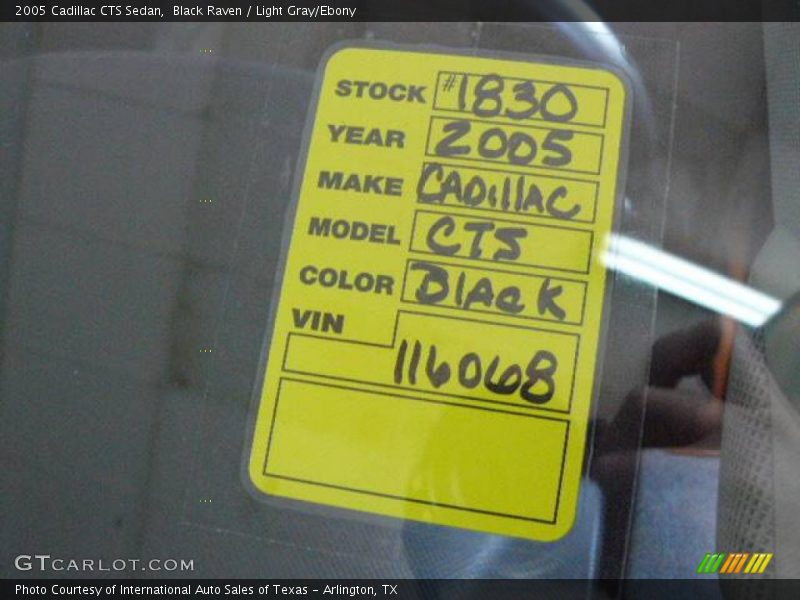 2005 Cadillac CTS Sedan, Black Raven / Light Gray/Ebony
STOCK #1830
YEAR 2005
MAKE CADillAC
MODEL CTS
COLOR BlAcK
VIN 116068
GTCARLOT.COM
Photo Courtesy of International Auto Sales of Texas - Arlington, TX